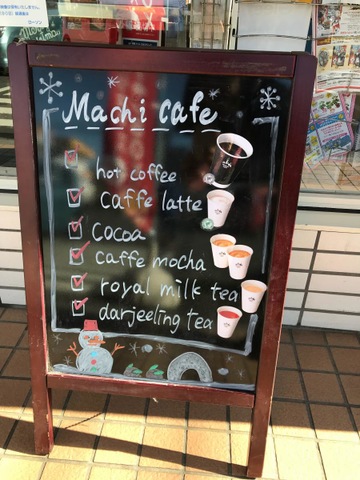 Machi cafe
hot coffee
Caffe latte
Cocoa
caffe mocha
royal milk tea
darjeeling tea